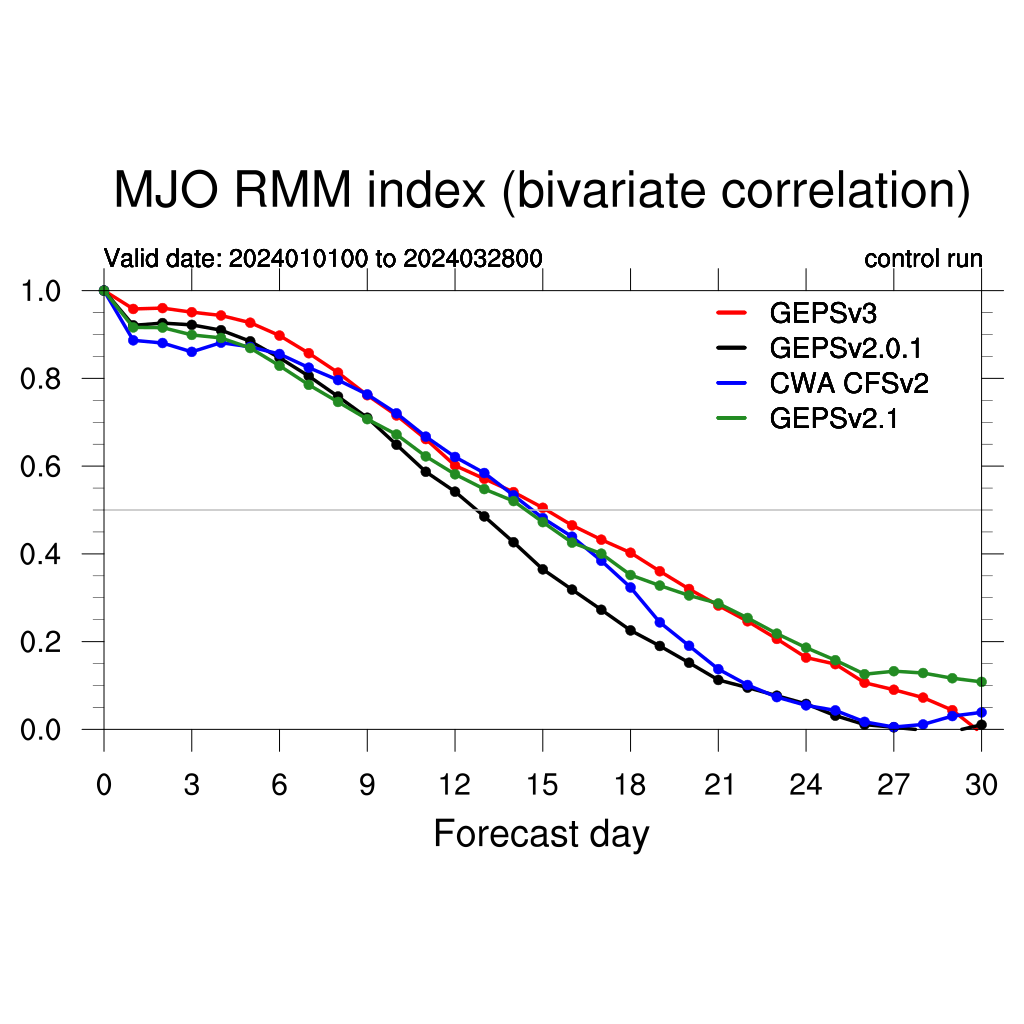 MJO RMM index (bivariate correlation)
Valid date: 2024010100 to 2024032800 control run
1.0
0.8
0.6
0.4
0.2
0.0
GEPSv3
GEPSv2.0.1
CWA CFSv2
GEPSv2.1
0 3 6 9 12 15 18 21 24 27 30
Forecast day